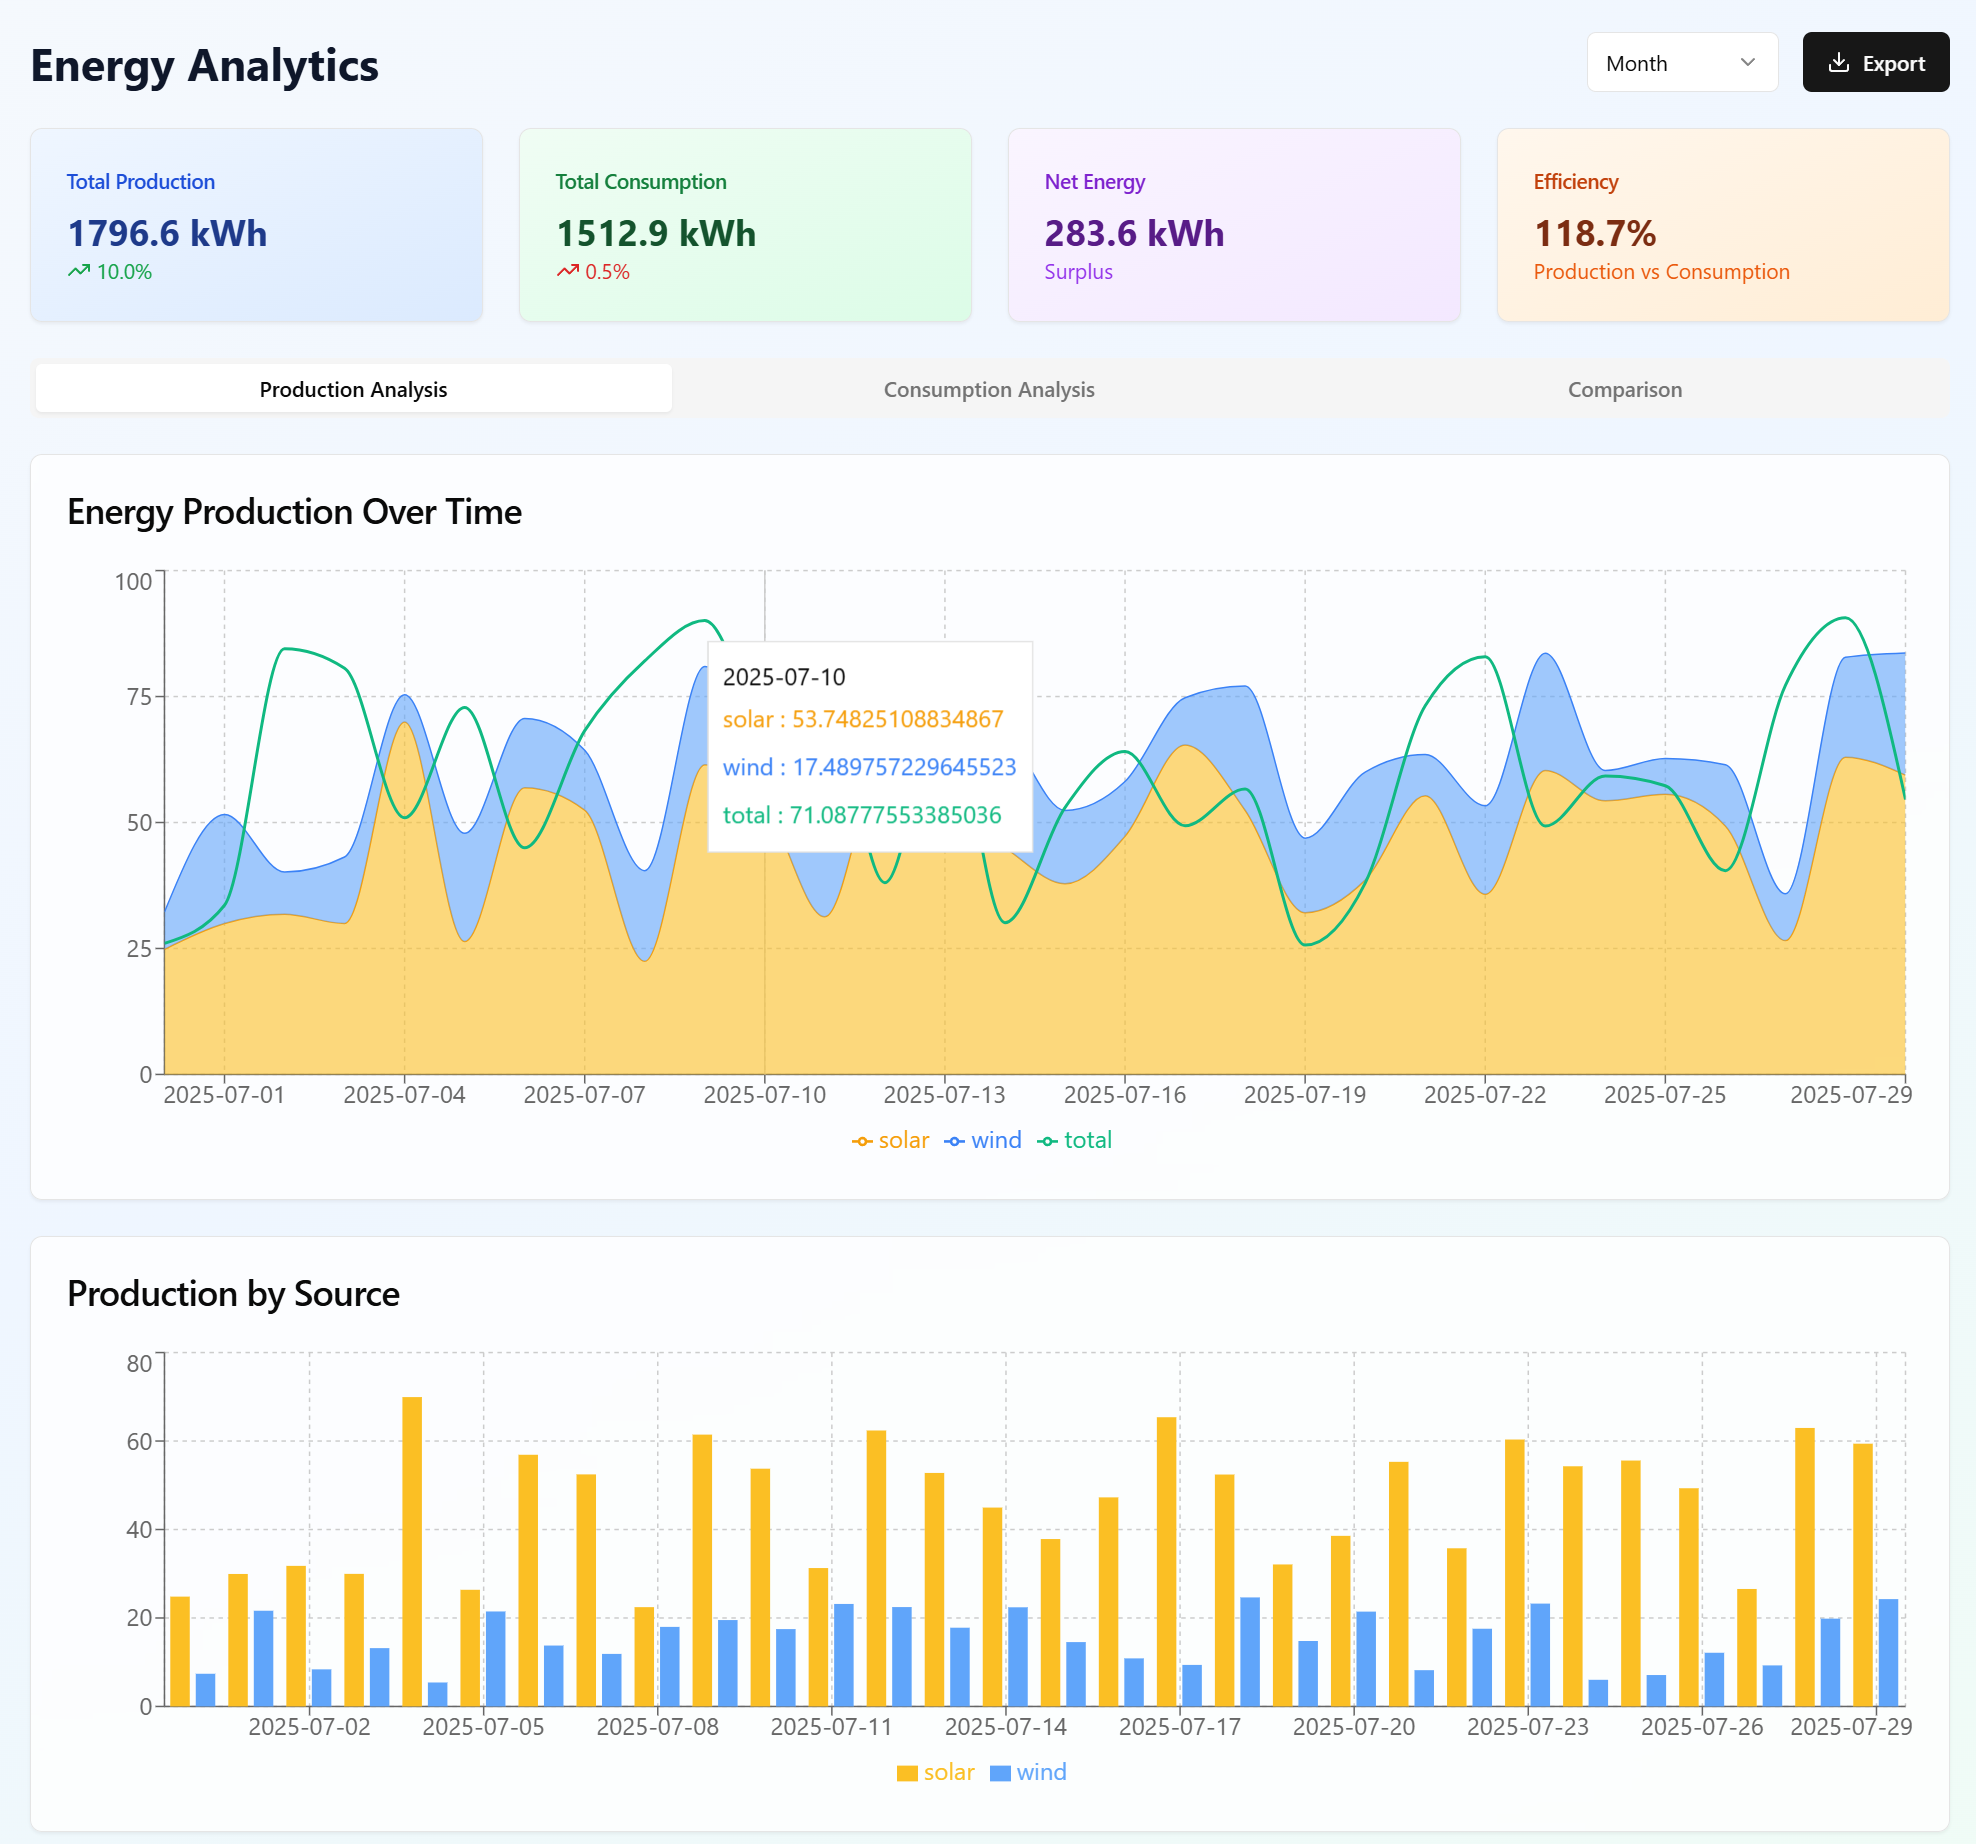 Energy Analytics
Month
Export
Total Production
1796.6 kWh
10.0%
Total Consumption
1512.9 kWh
0.5%
Net Energy
283.6 kWh
Surplus
Efficiency
118.7%
Production vs Consumption
Production Analysis
Consumption Analysis
Comparison
Energy Production Over Time
100
75
50
25
0
2025-07-10
solar : 53.74825108834867
wind : 17.489757229645523
total : 71.08777553385036
2025-07-01
2025-07-04
2025-07-07
2025-07-10
2025-07-13
2025-07-16
2025-07-19
2025-07-22
2025-07-25
2025-07-29
solar
wind
total
Production by Source
80
60
40
20
0
2025-07-02
2025-07-05
2025-07-08
2025-07-11
2025-07-14
2025-07-17
2025-07-20
2025-07-23
2025-07-26
2025-07-29
solar
wind